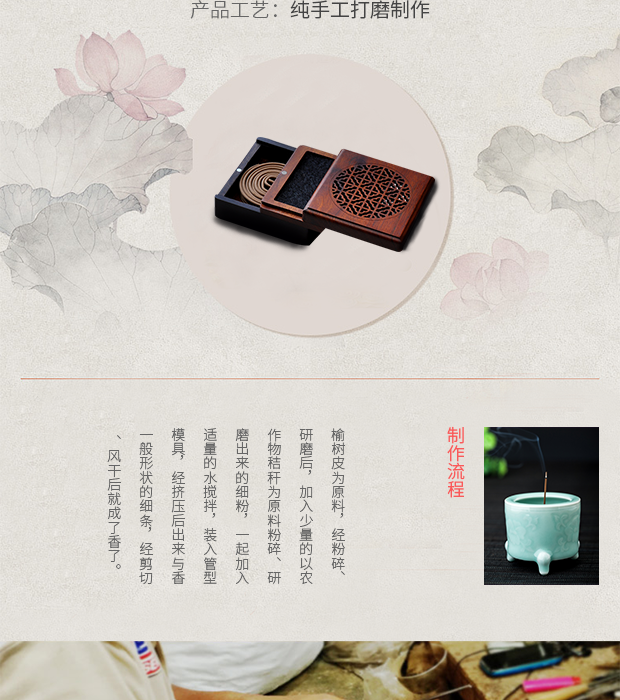 产品工艺：纯手工打磨制作
制作流程
榆树皮为原料，经粉碎、
研磨后，加入少量的以农
作物秸秆为原料粉碎、研
磨出来的细粉，一起加入
适量的水搅拌，装入管型
模具，经挤压后出来与香
一般形状的细条，经剪切
、风干后就成了香了。